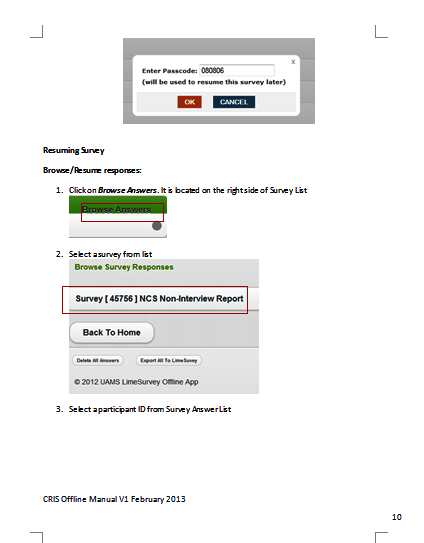 x
Enter Passcode: 080806
(will be used to resume this survey later)
OK CANCEL
Resuming Survey
Browse/Resume responses:
1. Click on Browse Answers. It is located on the right side of Survey List
Browse Answers
2. Select a survey from list
Browse Survey Responses
Survey [ 45756 ] NCS Non-Interview Report
Back To Home
Delete All Answers Export All To LimeSuvey
© 2012 UAMS LimeSurvey Offline App
3. Select a participant ID from Survey Answer List
CRIS Offline Manual V1 February 2013
10